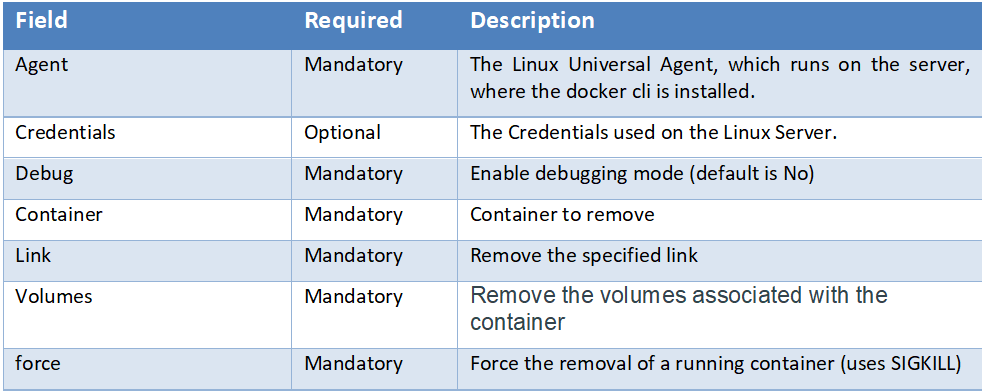 Field Required Description
Agent Mandatory The Linux Universal Agent, which runs on the server,
where the docker cli is installed.
Credentials Optional The Credentials used on the Linux Server.
Debug Mandatory Enable debugging mode (default is No)
Container Mandatory Container to remove
Link Mandatory Remove the specified link
Volumes Mandatory Remove the volumes associated with the
container
force Mandatory Force the removal of a running container (uses SIGKILL)